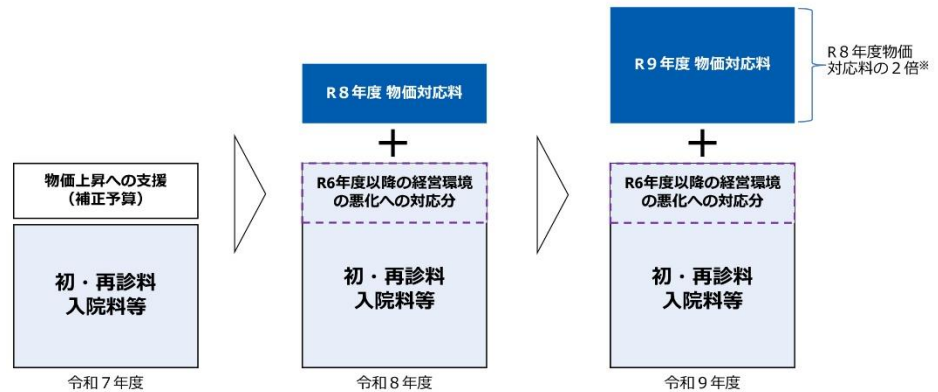 R９年度 物価対応料
R８年度物価
対応料の２倍※
R８年度 物価対応料
＋
＋
物価上昇への支援
（補正予算）
R6年度以降の経営環境
の悪化への対応分
R6年度以降の経営環境
の悪化への対応分
初・再診料
入院料等
初・再診料
入院料等
初・再診料
入院料等
令和７年度
令和８年度
令和９年度